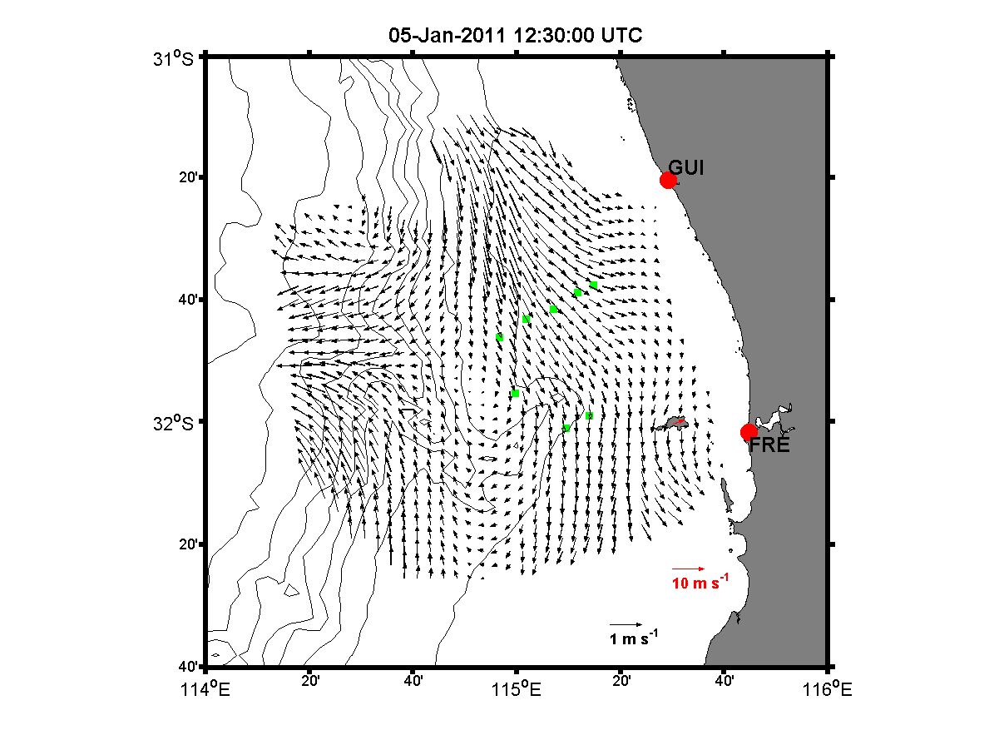 05-Jan-2011 12:30:00 UTC
31°S
GUI
20'
40'
32°S
FRE
20'
10 m s⁻¹
1 m s⁻¹
40'
114°E
20'
40'
115°E
20'
40'
116°E